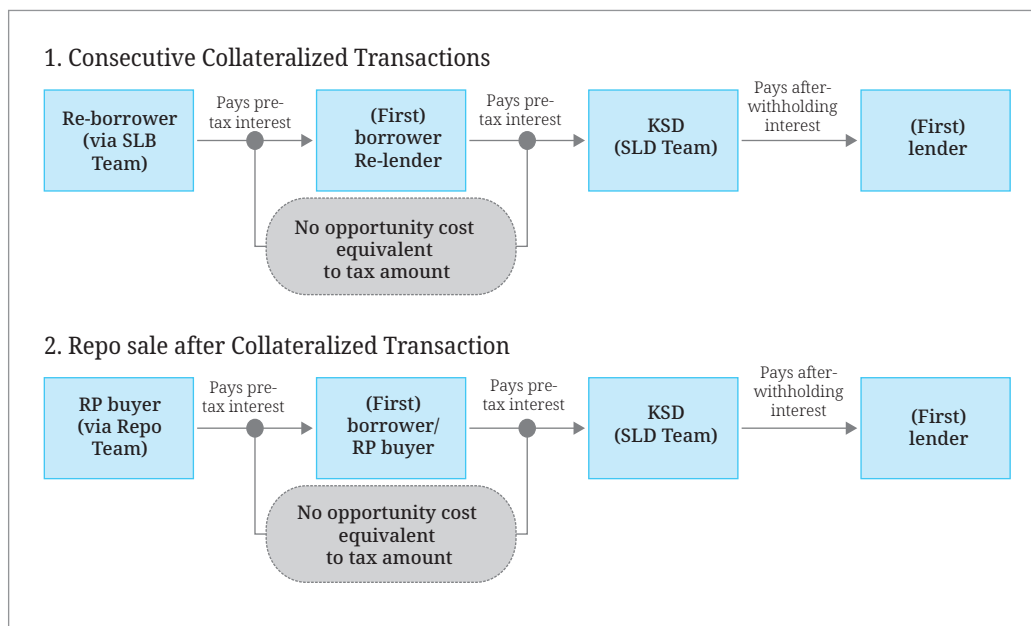 1. Consecutive Collateralized Transactions
Re-borrower
(via SLB
Team)
Pays pre-
tax interest
(First)
borrower
Re-lender
Pays pre-
tax interest
KSD
(SLD Team)
Pays after-
withholding
interest
(First)
lender
No opportunity cost
equivalent
to tax amount
2. Repo sale after Collateralized Transaction
RP buyer
(via Repo
Team)
Pays pre-
tax interest
(First)
borrower/
RP buyer
Pays pre-
tax interest
KSD
(SLD Team)
Pays after-
withholding
interest
(First)
lender
No opportunity cost
equivalent
to tax amount